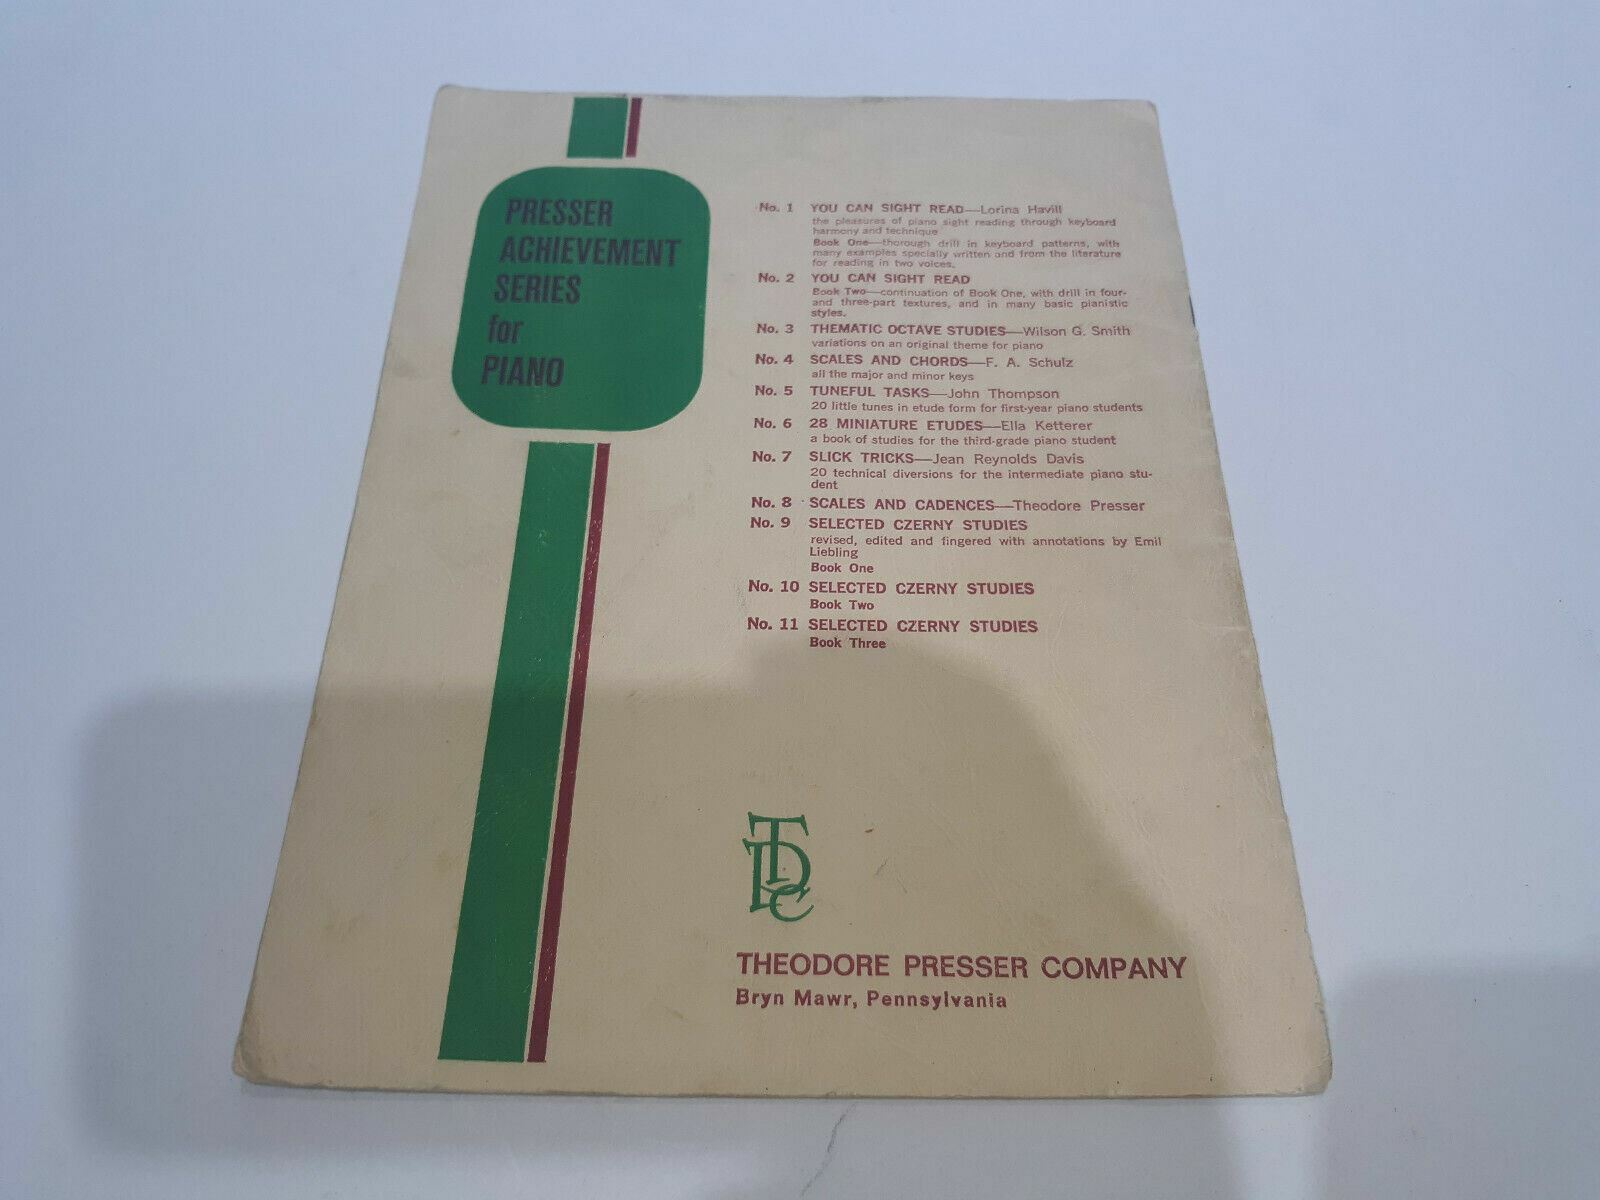 PRESSER
ACHIEVEMENT
SERIES
for
PIANO
No. 1 YOU CAN SIGHT READ—Lorina Havill
the pleasures of piano sight reading through keyboard
harmony and technique
Book One—thorough drill in keyboard patterns, with
many examples specially written and from the literature
for reading in two voices.
No. 2 YOU CAN SIGHT READ
Book Two—continuation of Book One, with drill in four-
and three-part textures, and in many basic pianistic
styles.
No. 3 THEMATIC OCTAVE STUDIES—Wilson G. Smith
variations on an original theme for piano
No. 4 SCALES AND CHORDS—F. A. Schulz
all the major and minor keys
No. 5 TUNEFUL TASKS—John Thompson
20 little tunes in etude form for first-year piano students
No. 6 28 MINIATURE ETUDES—Ella Ketterer
a book of studies for the third-grade piano student
No. 7 SLICK TRICKS—Jean Reynolds Davis
20 technical diversions for the intermediate piano stu-
dent
No. 8 SCALES AND CADENCES—Theodore Presser
No. 9 SELECTED CZERNY STUDIES
revised, edited and fingered with annotations by Emil
Liebling
Book One
No. 10 SELECTED CZERNY STUDIES
Book Two
No. 11 SELECTED CZERNY STUDIES
Book Three
TPC
THEODORE PRESSER COMPANY
Bryn Mawr, Pennsylvania